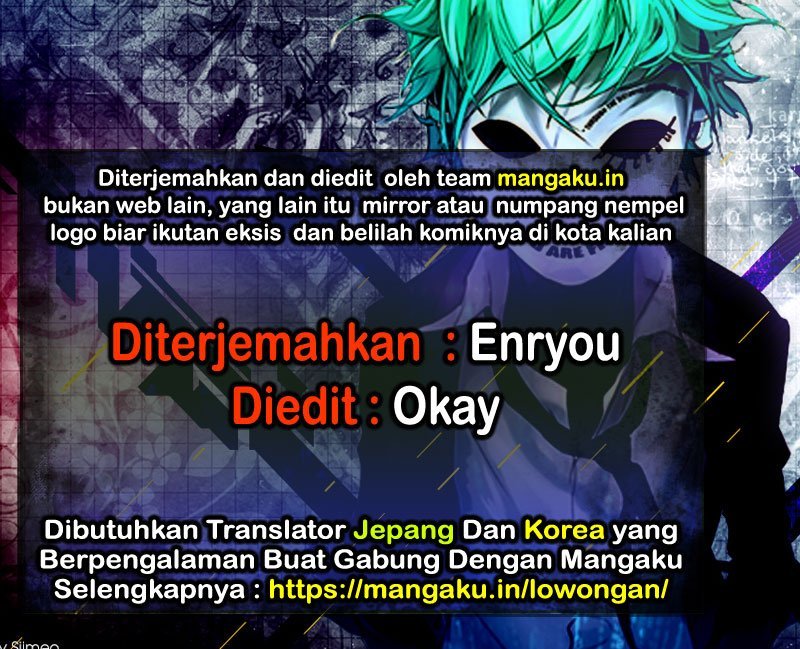 Diterjemahkan dan diedit oleh team mangaku.in
bukan web lain, yang lain itu mirror atau numpang nempel
logo biar ikutan eksis dan belilah komiknya di kota kalian
ARE
Diterjemahkan : Enryou
Diedit : Okay
Dibutuhkan Translator Jepang Dan Korea yang
Berpengalaman Buat Gabung Dengan Mangaku
Selengkapnya : https://mangaku.in/lowongan/